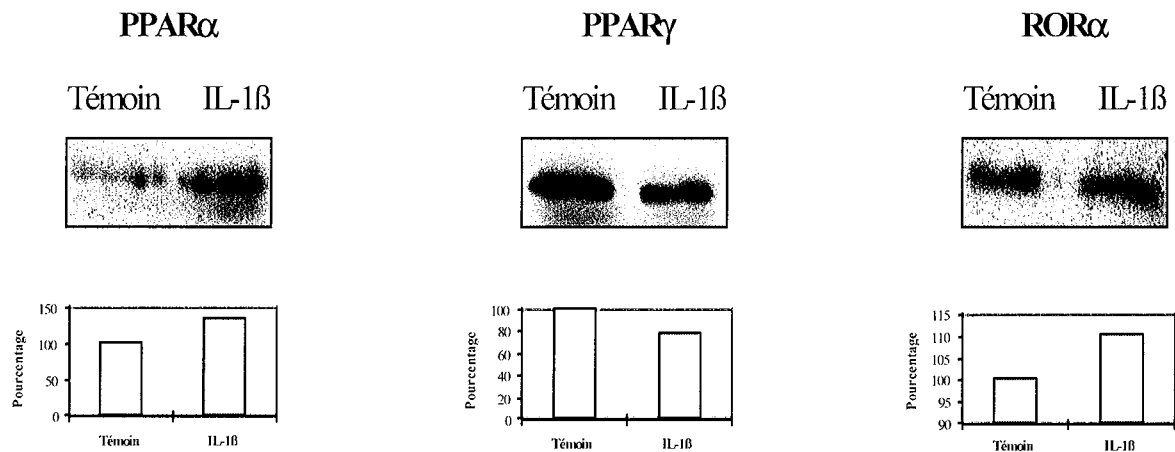 PPARα PPARγ RORα
Témoin IL-1ß Témoin IL-1ß Témoin IL-1ß
Pourcentage
150
100
50
0
Témoin IL-1ß
Pourcentage
100
80
60
40
20
0
Témoin IL-1ß
Pourcentage
115
110
105
100
95
90
Témoin IL-1ß